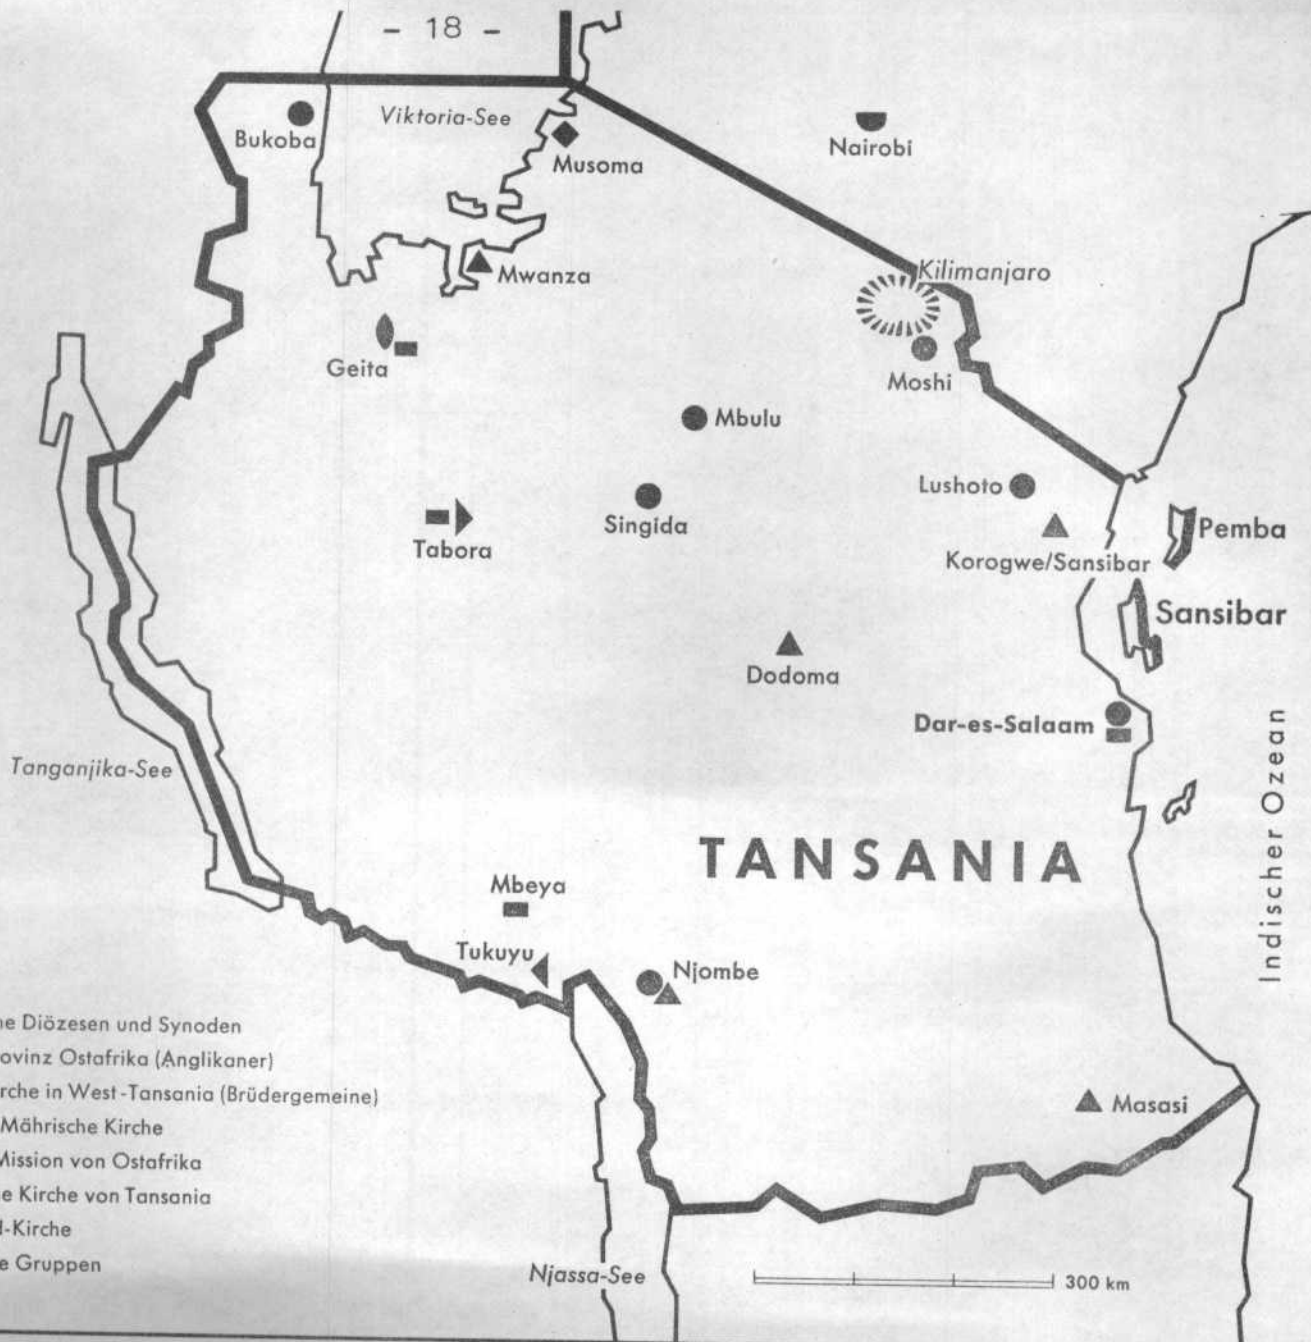 - 18 -
Viktoria-See
Bukoba
Musoma
Nairobi
Mwanza
Kilimanjaro
Geita
Moshi
Mbulu
Lushoto
Singida
Tabora
Pemba
Korogwe/Sansibar
Sansibar
Dodoma
Dar-es-Salaam
Tanganjika-See
Indischer Ozean
TANSANIA
Mbeya
Tukuyu
Njombe
Masasi
ne Diözesen und Synoden
ovinz Ostafrika (Anglikaner)
rche in West-Tansania (Brüdergemeine)
Mährische Kirche
Mission von Ostafrika
e Kirche von Tansania
l-Kirche
e Gruppen
Njassa-See
300 km